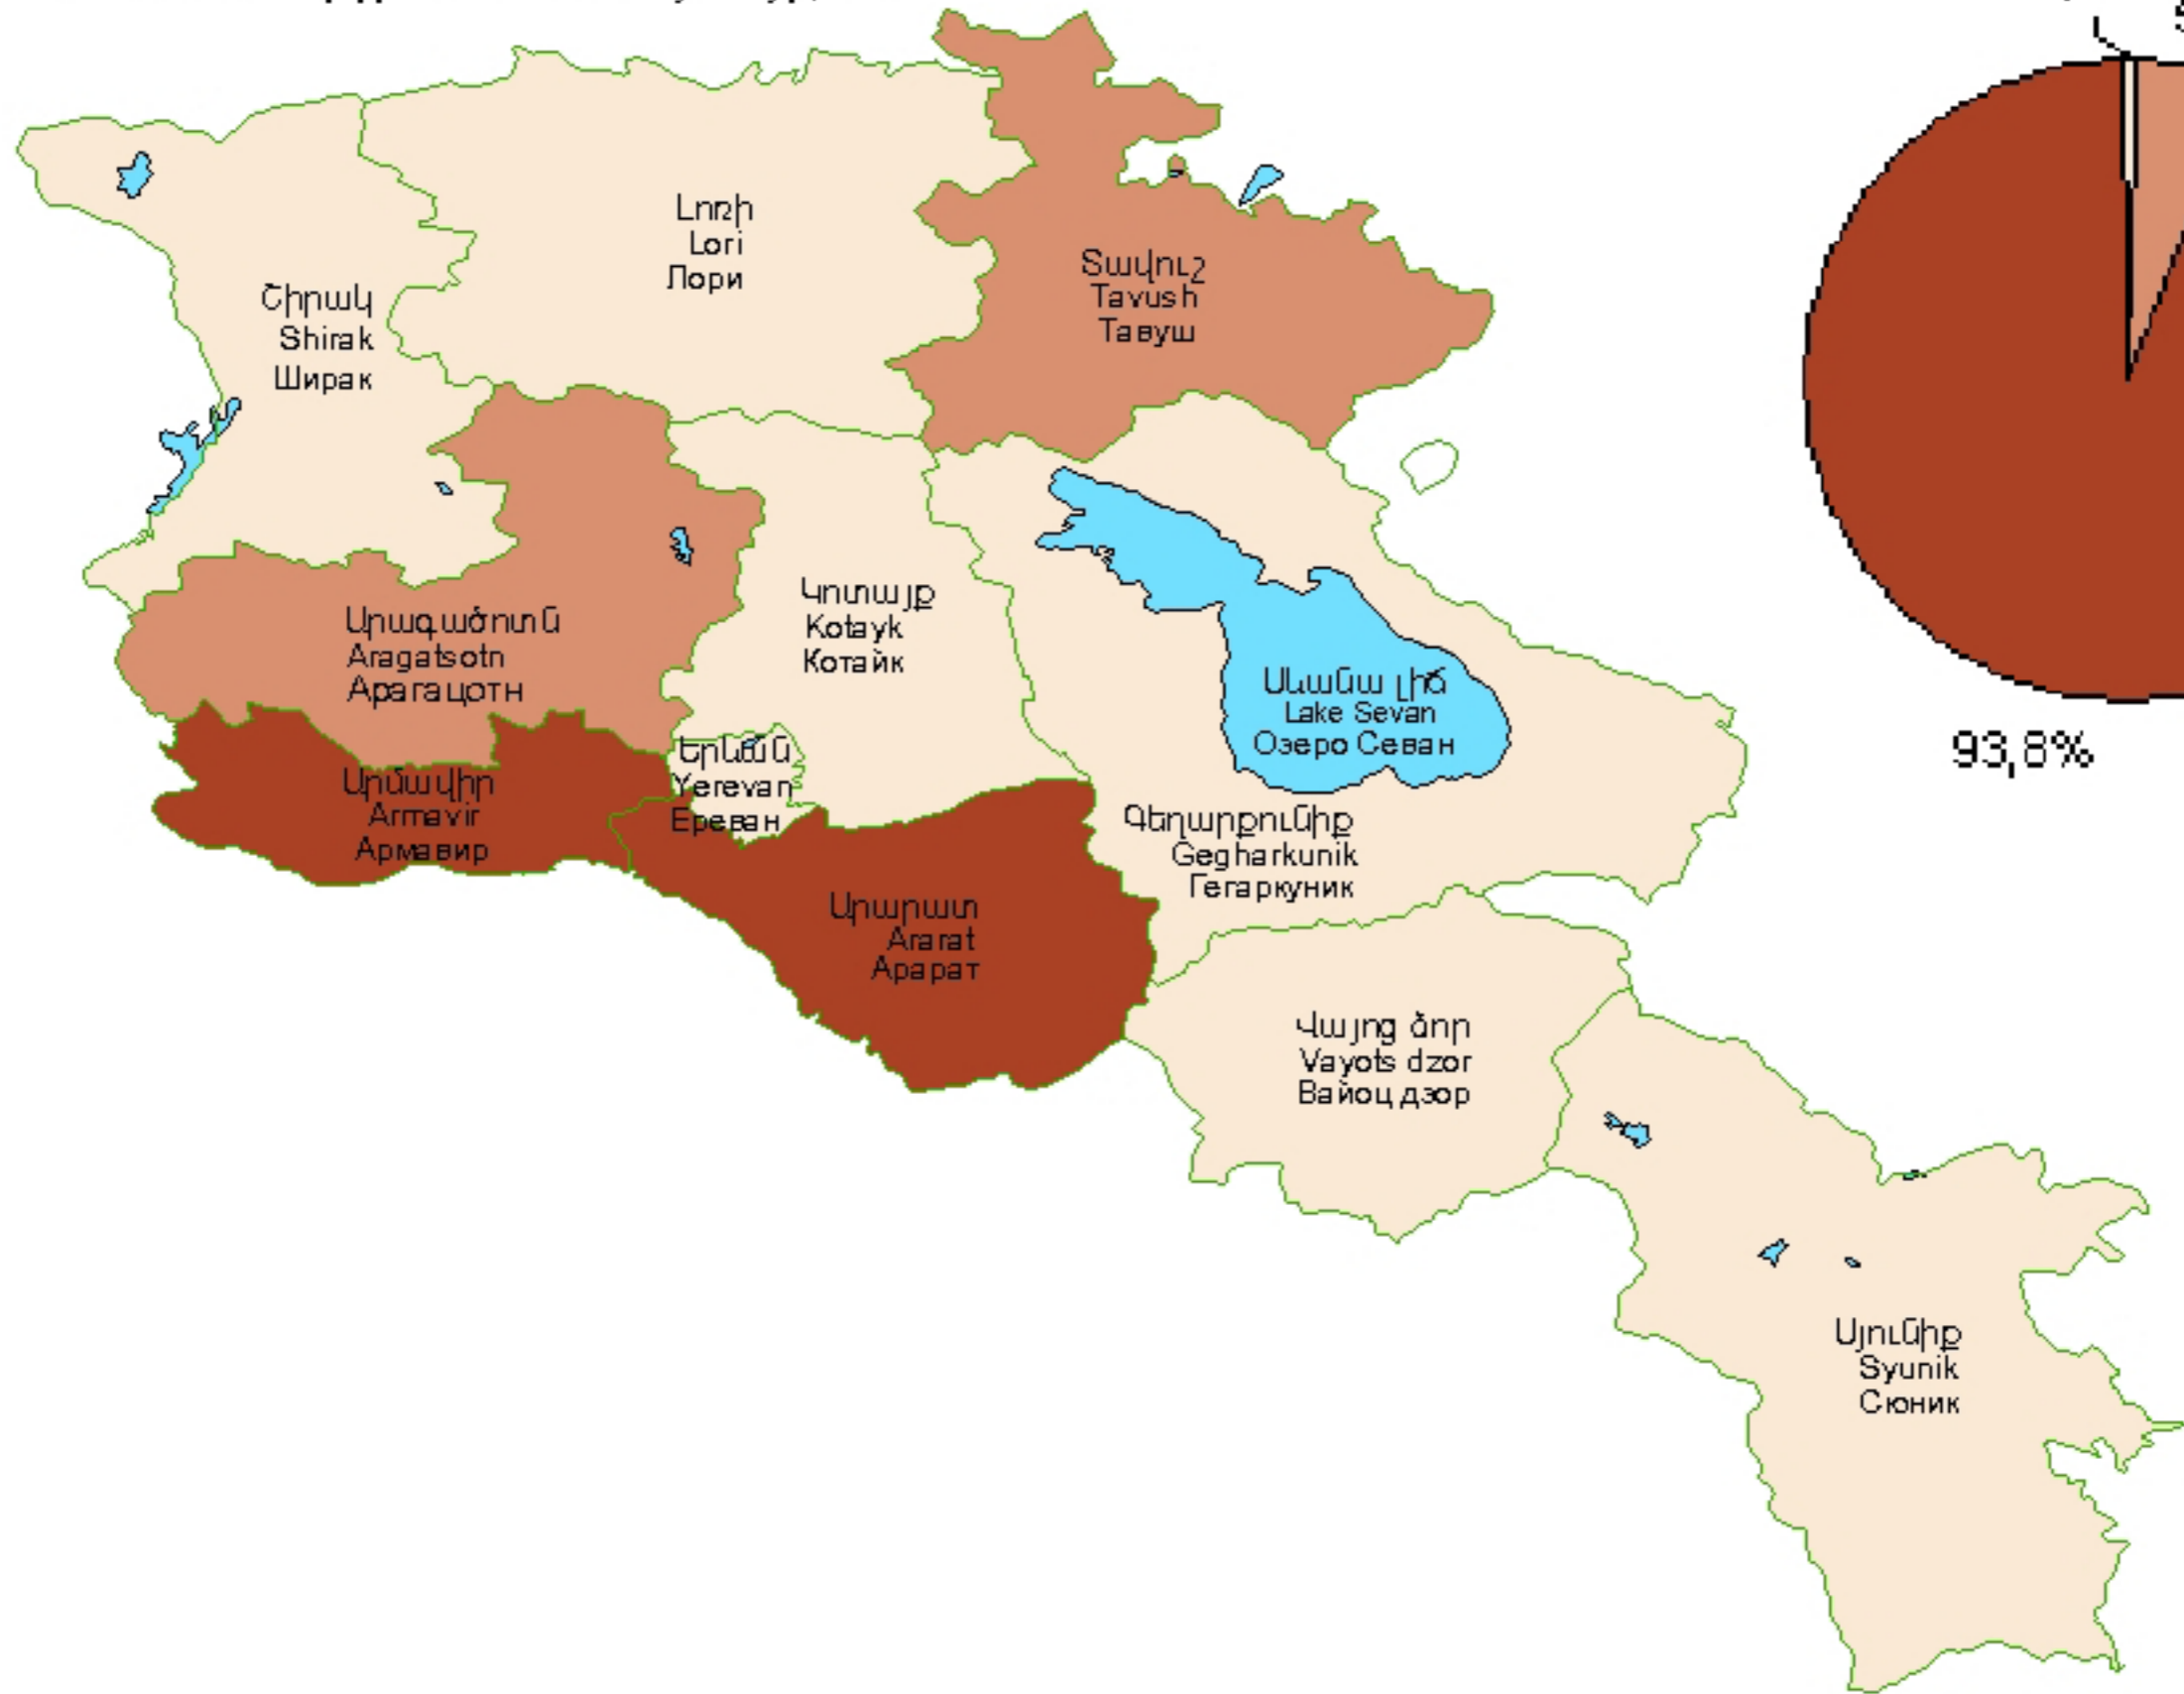 Լոռի
Lori
Лори
Շիրակ
Shirak
Ширак
Տավուշ
Tavush
Тавуш
Արագածոտն
Aragatsotn
Арагацотн
Կոտայք
Kotayk
Котайк
Սևանա լիճ
Lake Sevan
Озеро Севан
93,8%
Երևան
Yerevan
Ереван
Արմավիր
Armavir
Армавир
Գեղարքունիք
Gegharkunik
Гегаркуник
Արարատ
Ararat
Арарат
Վայոց ձոր
Vayots dzor
Вайоц дзор
Սյունիք
Syunik
Сюник